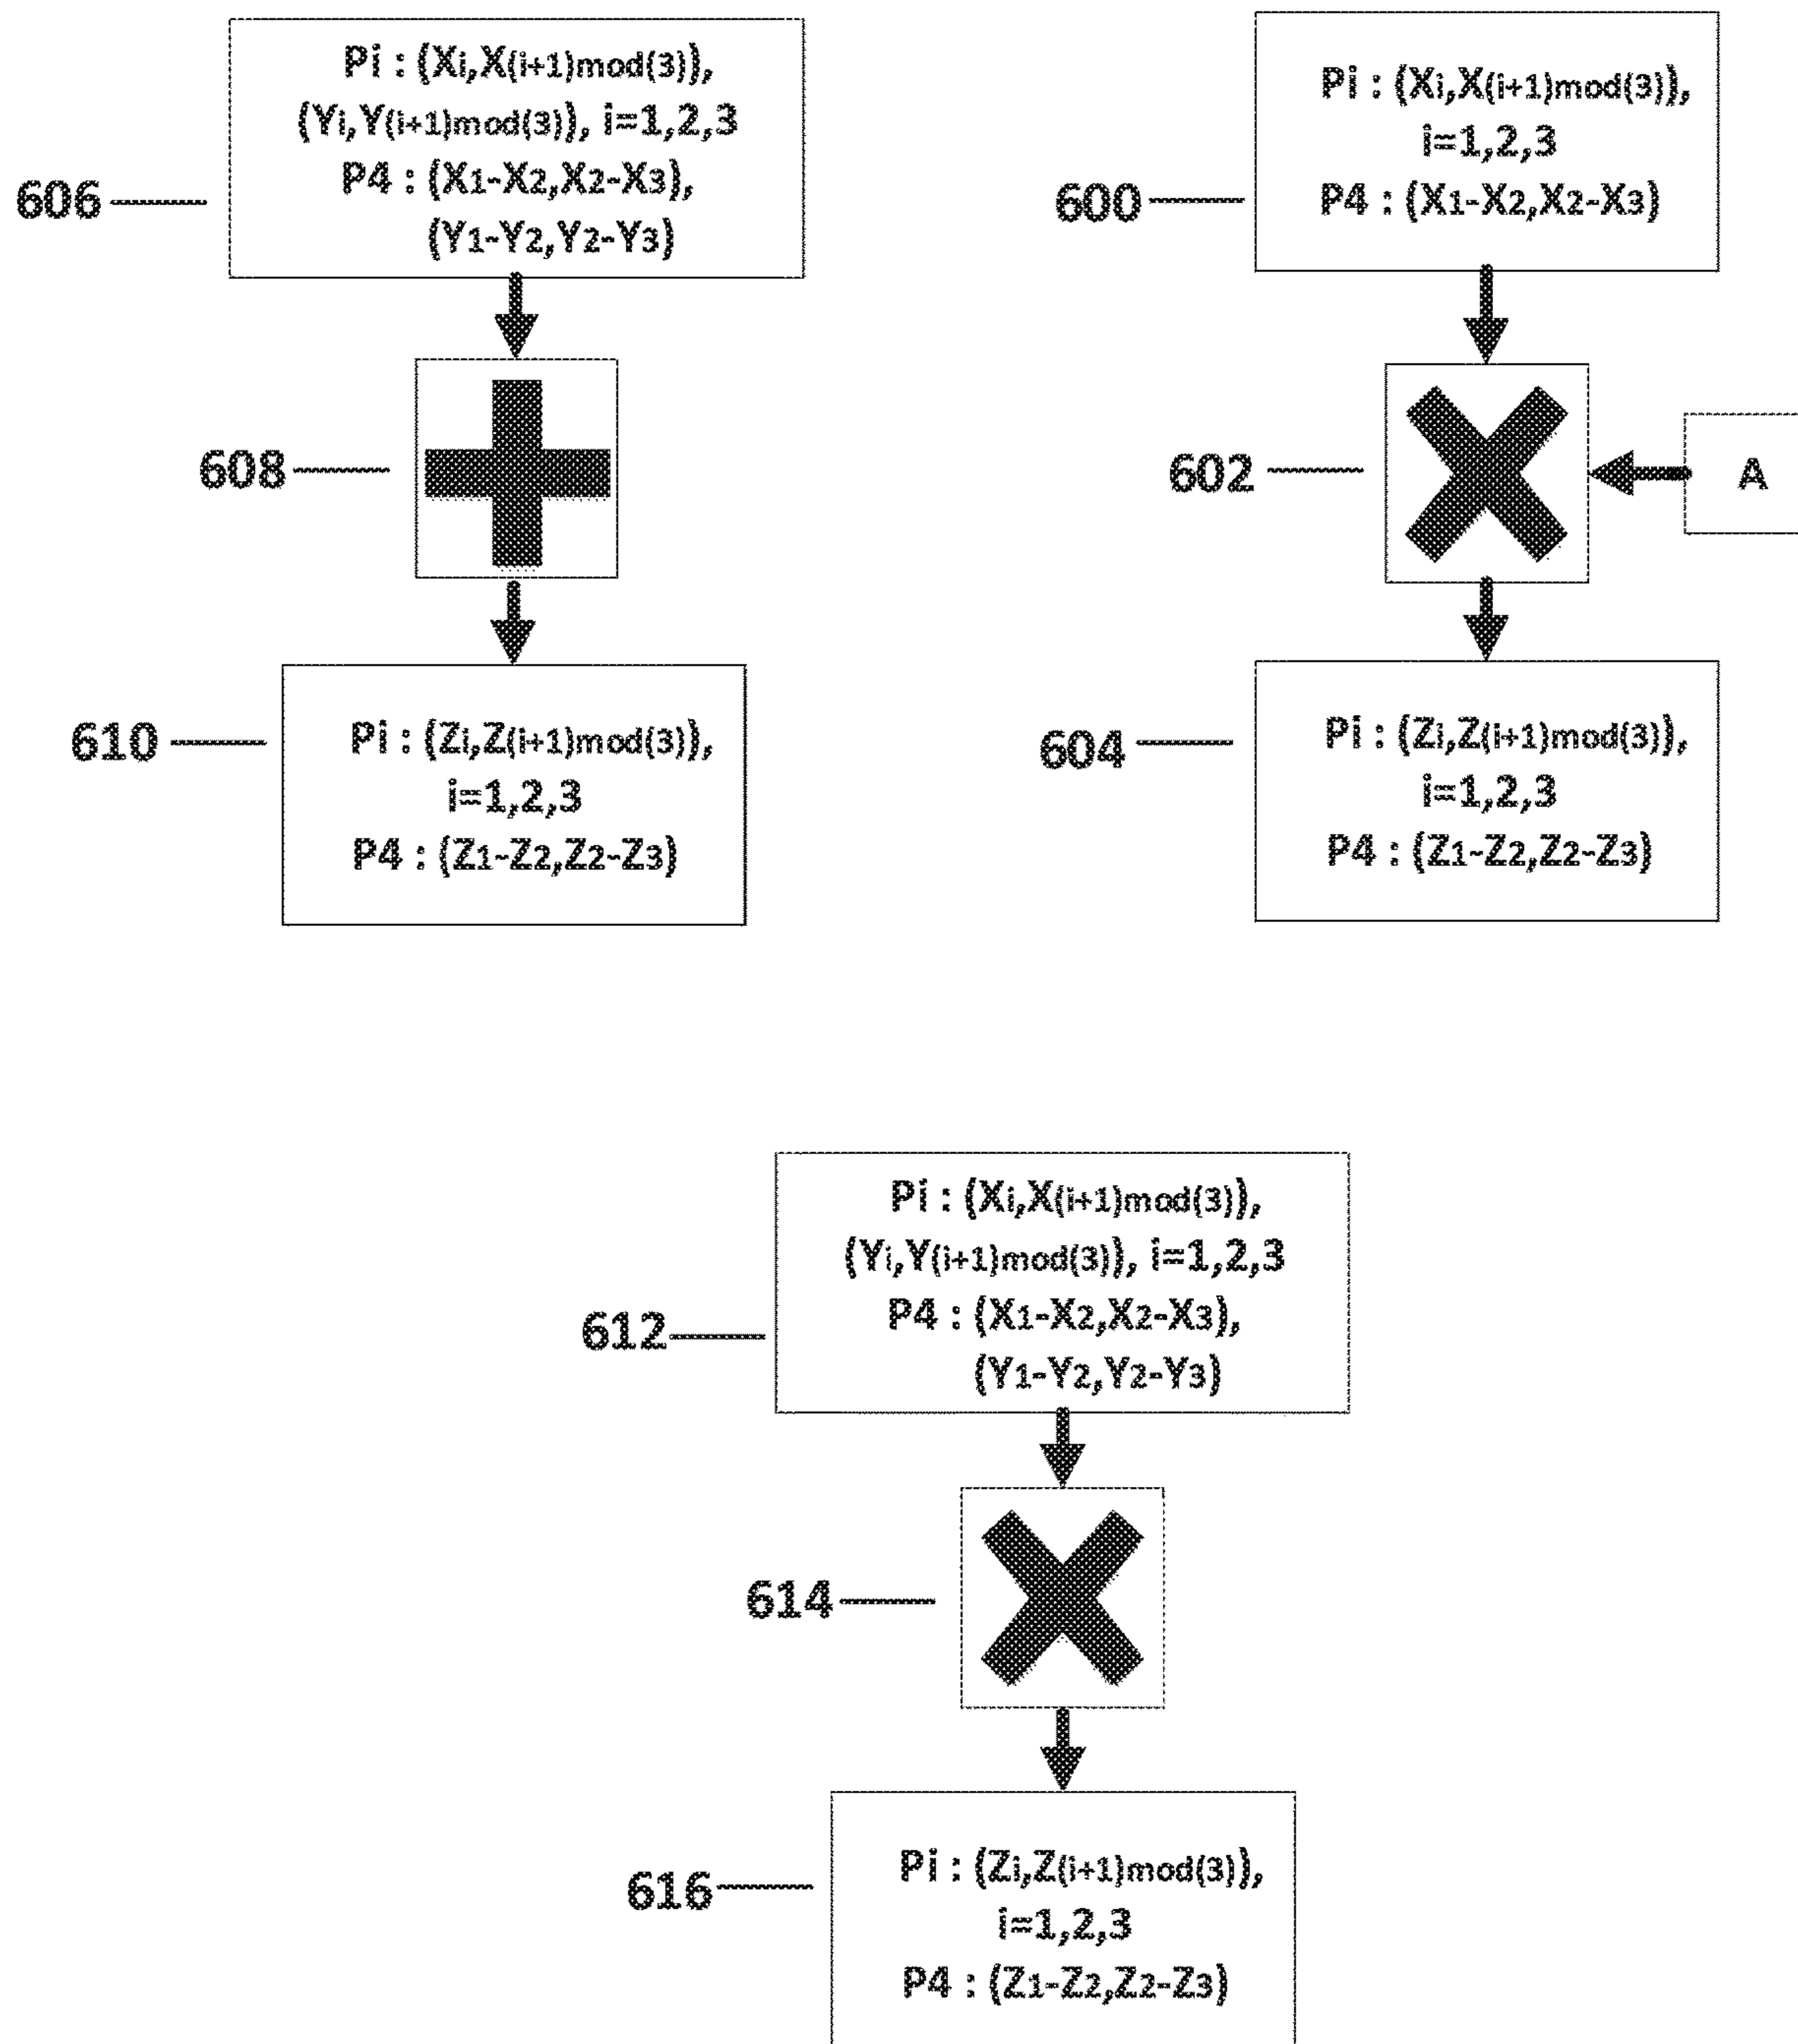 Pi : (Xi,X(i+1)mod(3)),
(Yi,Y(i+1)mod(3)), i=1,2,3
P4 : (X1-X2,X2-X3),
(Y1-Y2,Y2-Y3)
606
608
610
Pi : (Zi,Z(i+1)mod(3)),
i=1,2,3
P4 : (Z1-Z2,Z2-Z3)
Pi : (Xi,X(i+1)mod(3)),
i=1,2,3
P4 : (X1-X2,X2-X3)
600
602
A
604
Pi : (Zi,Z(i+1)mod(3)),
i=1,2,3
P4 : (Z1-Z2,Z2-Z3)
Pi : (Xi,X(i+1)mod(3)),
(Yi,Y(i+1)mod(3)), i=1,2,3
P4 : (X1-X2,X2-X3),
(Y1-Y2,Y2-Y3)
612
614
616
Pi : (Zi,Z(i+1)mod(3)),
i=1,2,3
P4 : (Z1-Z2,Z2-Z3)